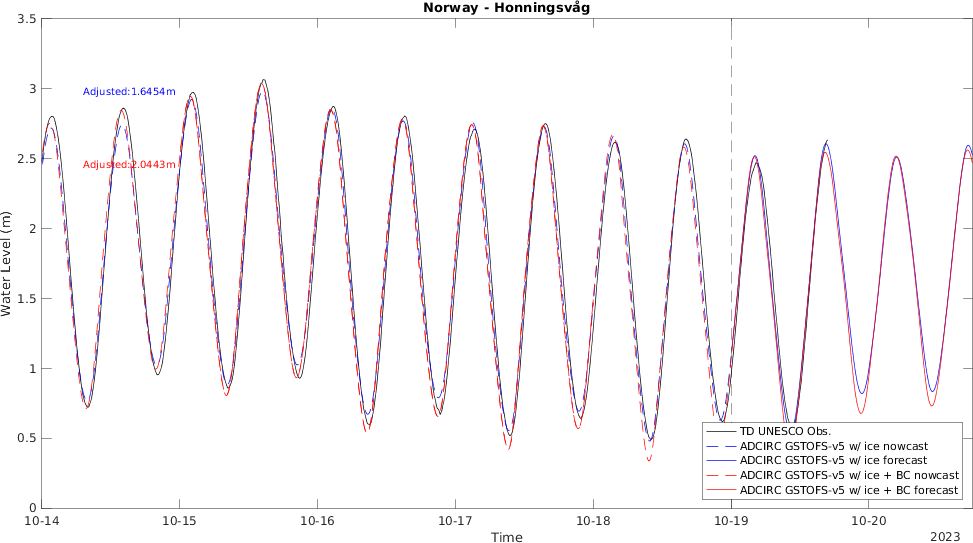 Norway - Honningsvåg
3.5
3
2.5
2
1.5
1
0.5
0
Water Level (m)
Adjusted:1.6454m
Adjusted:2.0443m
TD UNESCO Obs.
ADCIRC GSTOFS-v5 w/ ice nowcast
ADCIRC GSTOFS-v5 w/ ice forecast
ADCIRC GSTOFS-v5 w/ ice + BC nowcast
ADCIRC GSTOFS-v5 w/ ice + BC forecast
10-14 10-15 10-16 10-17 10-18 10-19 10-20
Time
2023